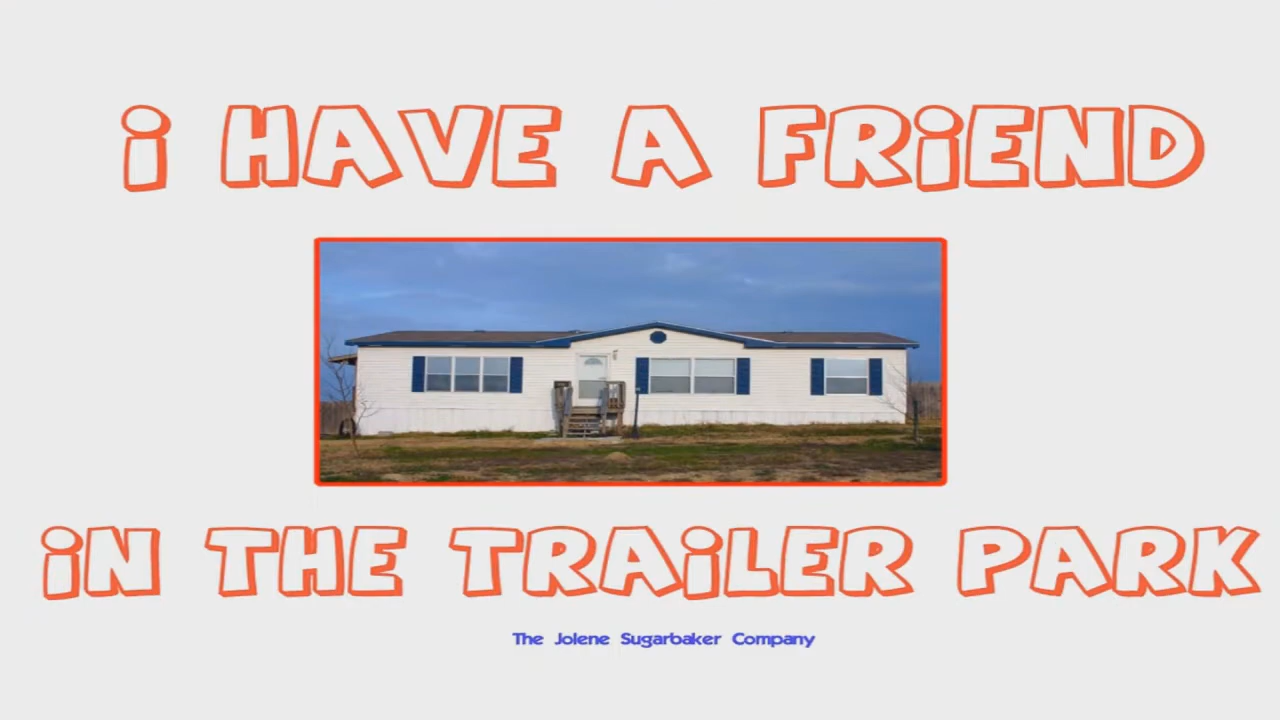 i HAVE A FRiEND
iN THE TRAiLER PARK
The Jolene Sugarbaker Company